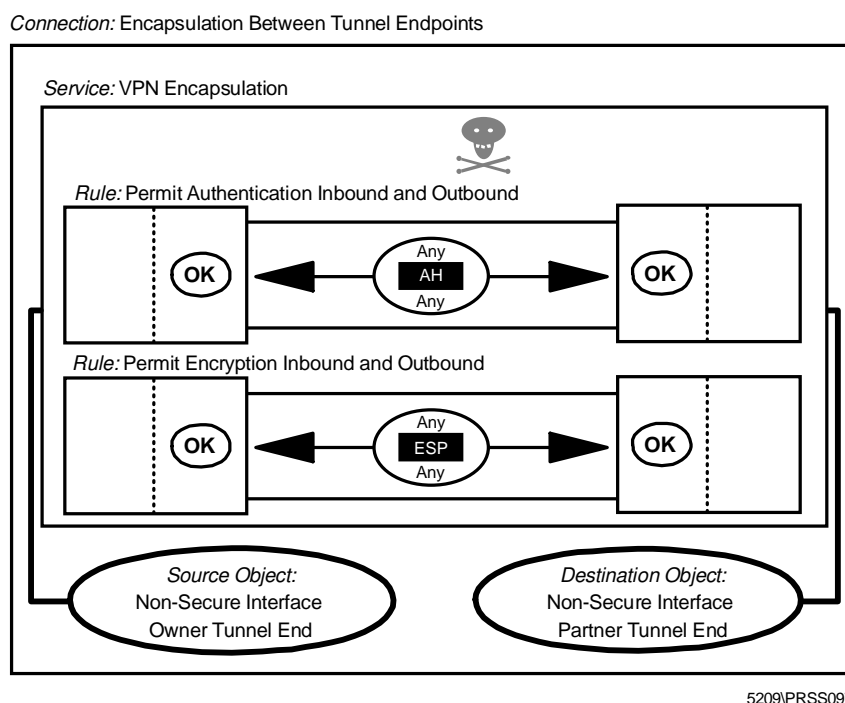 Connection: Encapsulation Between Tunnel Endpoints
Service: VPN Encapsulation
Rule: Permit Authentication Inbound and Outbound
OK
Any
AH
Any
OK
Rule: Permit Encryption Inbound and Outbound
OK
Any
ESP
Any
OK
Source Object:
Non-Secure Interface
Owner Tunnel End
Destination Object:
Non-Secure Interface
Partner Tunnel End
5209\PRSS09